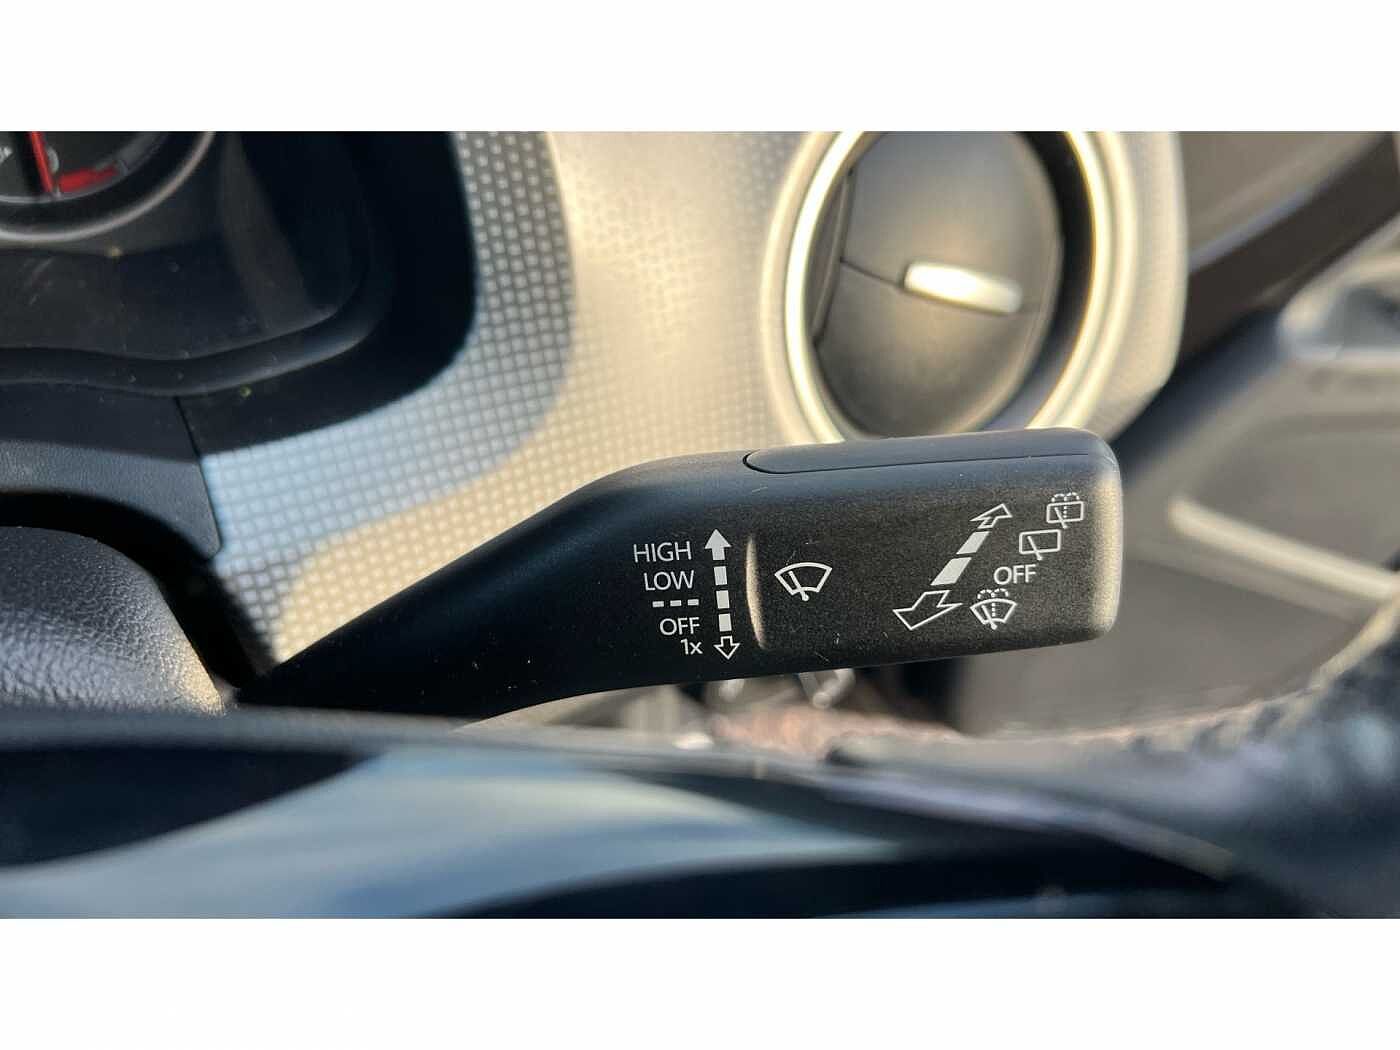 HIGH
LOW
---
OFF
1x
OFF